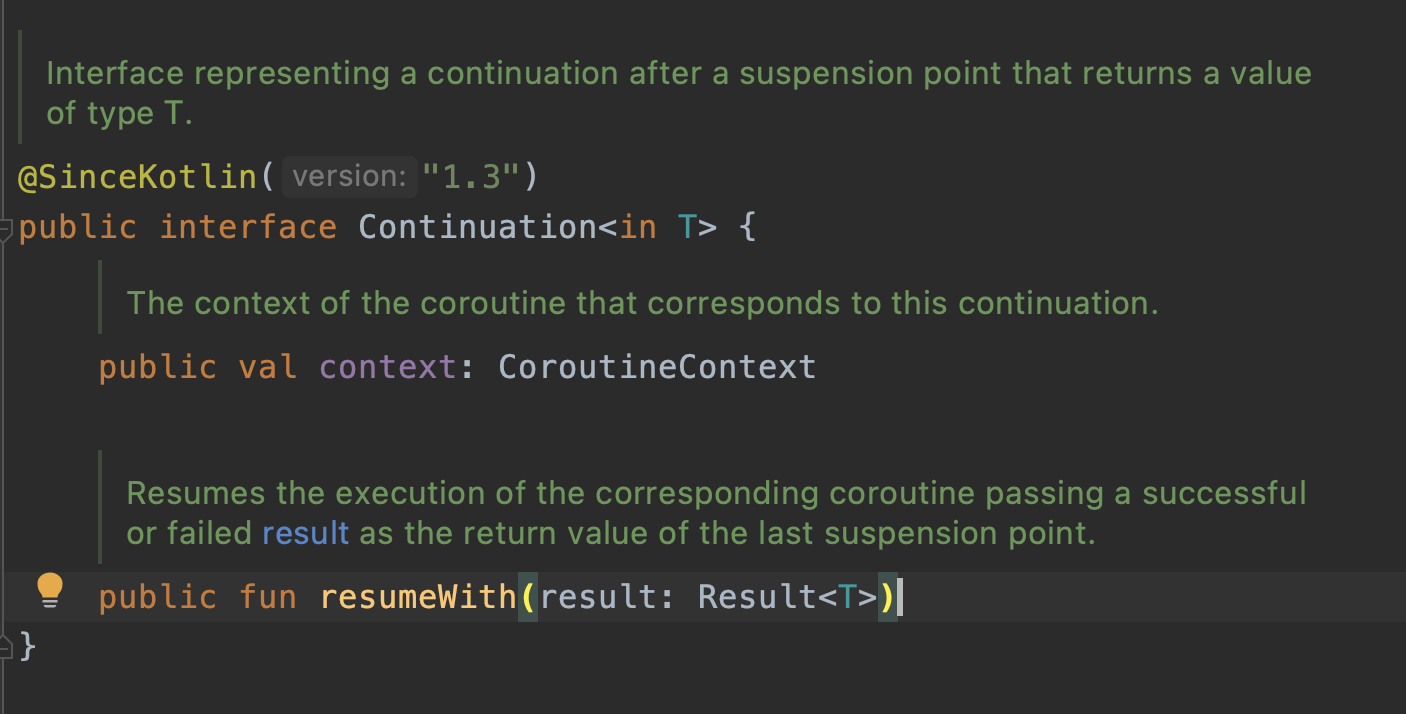 Interface representing a continuation after a suspension point that returns a value
of type T.
@SinceKotlin( version: "1.3")
public interface Continuation<in T> {
The context of the coroutine that corresponds to this continuation.
public val context: CoroutineContext
Resumes the execution of the corresponding coroutine passing a successful
or failed result as the return value of the last suspension point.
public fun resumeWith(result: Result<T>)
}